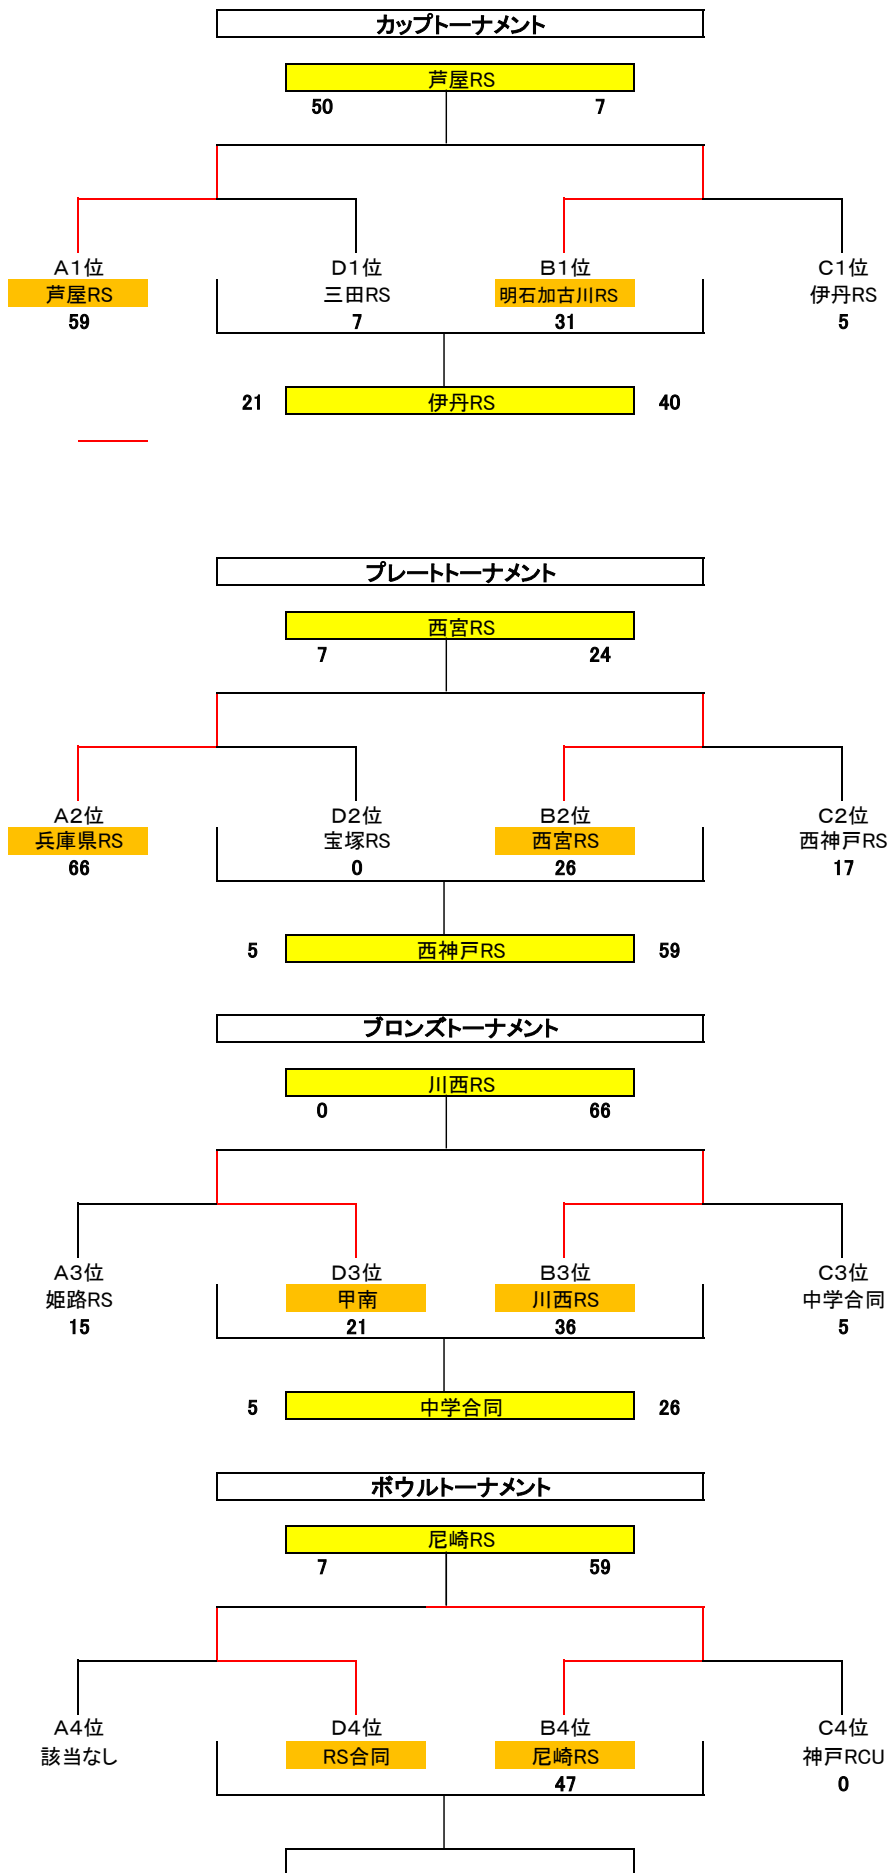 カップトーナメント
芦屋RS
50 7
A1位 D1位 B1位 C1位
芦屋RS 三田RS 明石加古川RS 伊丹RS
59 7 31 5
21 伊丹RS 40
プレートトーナメント
西宮RS
7 24
A2位 D2位 B2位 C2位
兵庫県RS 宝塚RS 西宮RS 西神戸RS
66 0 26 17
5 西神戸RS 59
ブロンズトーナメント
川西RS
0 66
A3位 D3位 B3位 C3位
姫路RS 甲南 川西RS 中学合同
15 21 36 5
5 中学合同 26
ボウルトーナメント
尼崎RS
7 59
A4位 D4位 B4位 C4位
該当なし RS合同 尼崎RS 神戸RCU
47 0